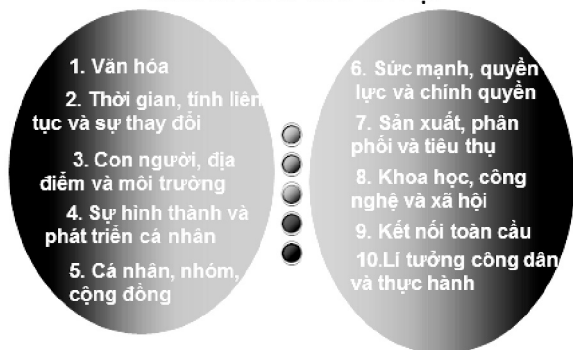 1. Văn hóa
2. Thời gian, tính liên
tục và sự thay đổi
3. Con người, địa
điểm và môi trường
4. Sự hình thành và
phát triển cá nhân
5. Cá nhân, nhóm,
cộng đồng
6. Sức mạnh, quyền
lực và chính quyền
7. Sản xuất, phân
phối và tiêu thụ
8. Khoa học, công
nghệ và xã hội
9. Kết nối toàn cầu
10.Lí tưởng công dân
và thực hành